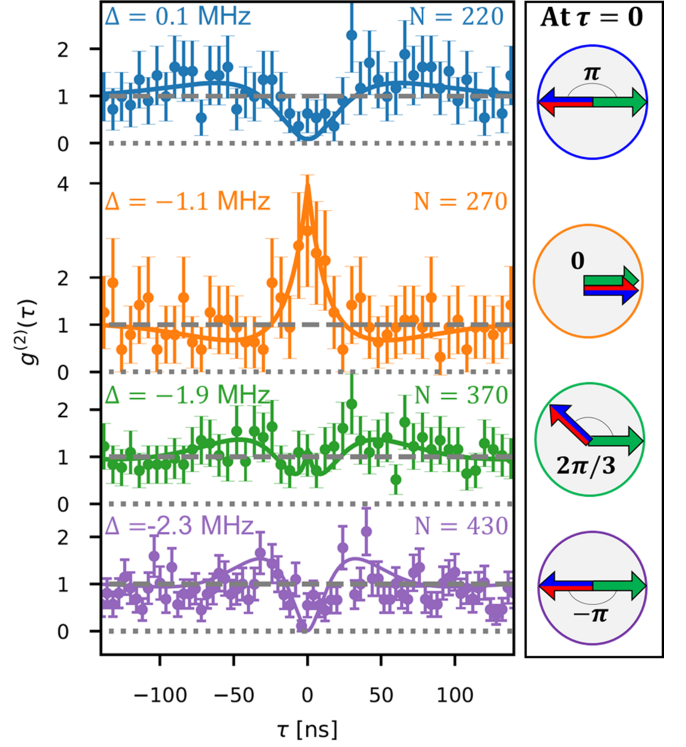 Δ = 0.1 MHz N = 220
At τ = 0
2
1
0
π
Δ = −1.1 MHz N = 270
4
2
1
0
0
g⁽²⁾(τ)
Δ = −1.9 MHz N = 370
2
1
0
2π/3
Δ =-2.3 MHz N = 430
2
1
0
−π
−100 −50 0 50 100
τ [ns]